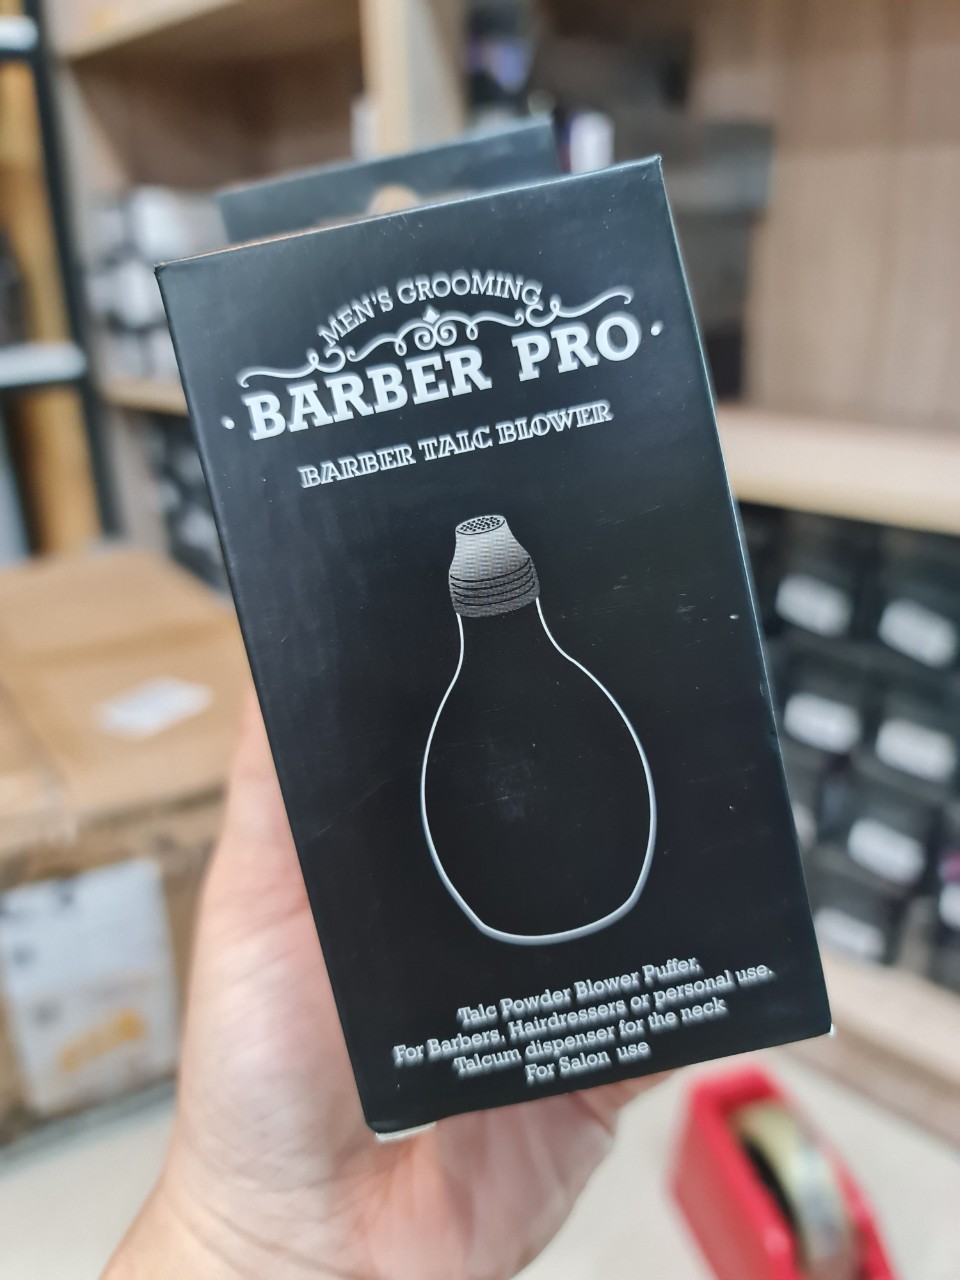 MEN'S GROOMING
• BARBER PRO •
BARBER TALC BLOWER
Talc Powder Blower Puffer,
For Barbers, Hairdressers or personal use.
Talcum dispenser for the neck
For Salon use